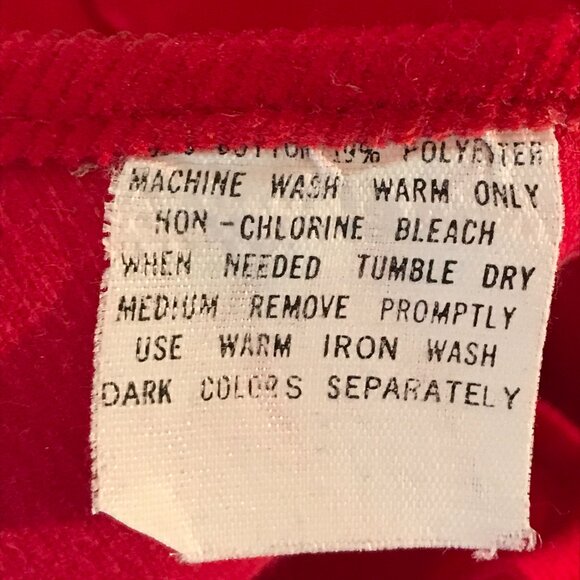 COTTON 19% POLYESTER
MACHINE WASH WARM ONLY
NON-CHLORINE BLEACH
WHEN NEEDED TUMBLE DRY
MEDIUM REMOVE PROMPTLY
USE WARM IRON WASH
DARK COLORS SEPARATELY